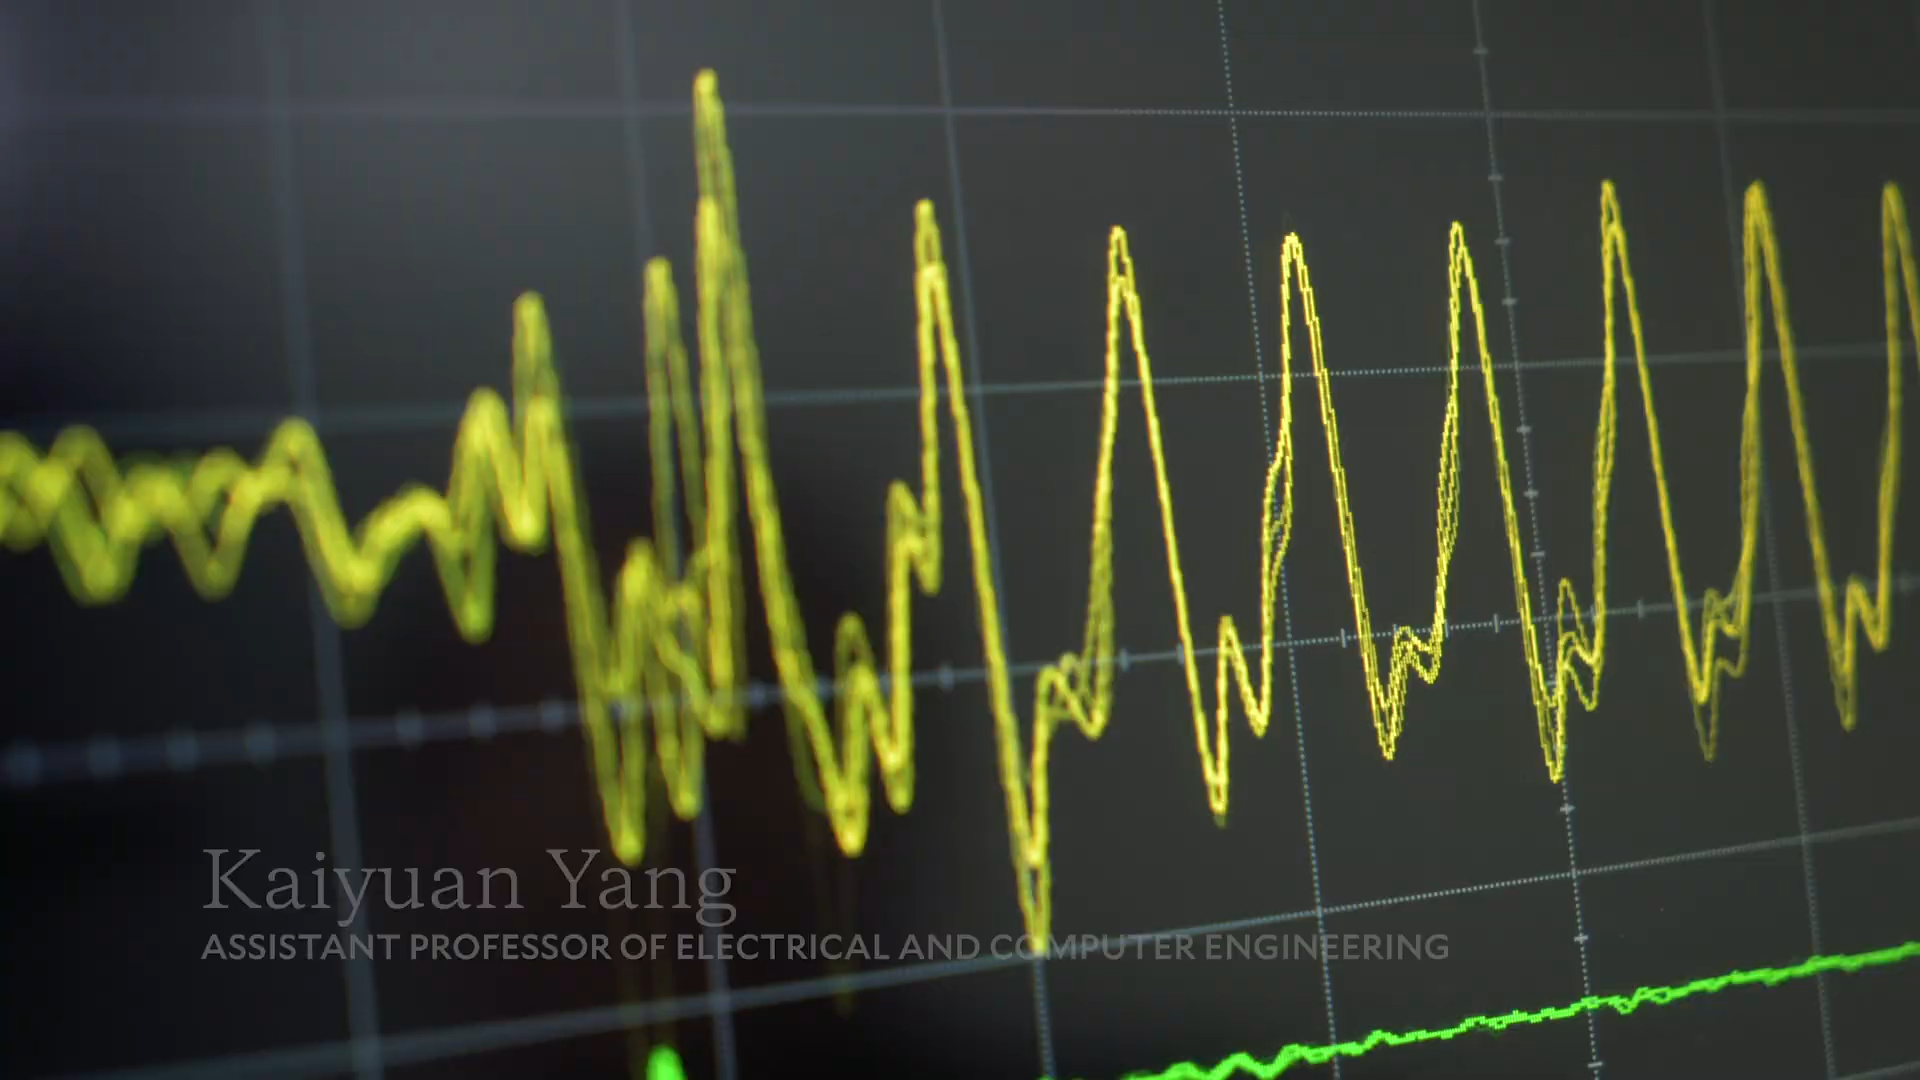 Kaiyuan Yang
ASSISTANT PROFESSOR OF ELECTRICAL AND COMPUTER ENGINEERING